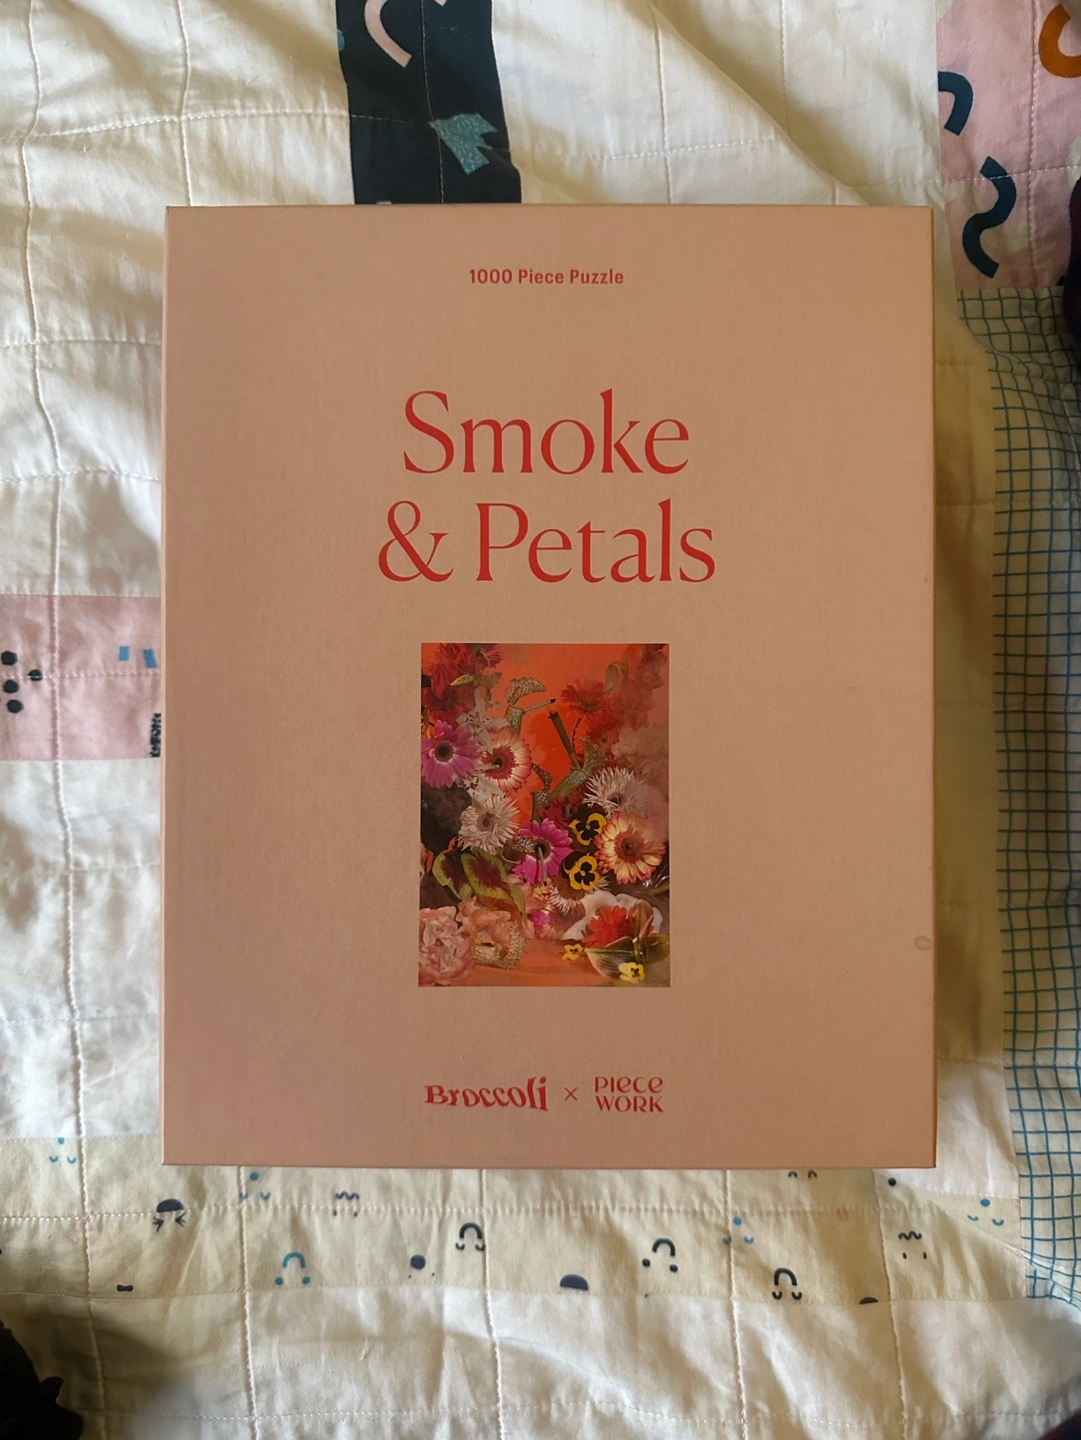 1000 Piece Puzzle
Smoke
& Petals
Broccoli × PIECE
WORK